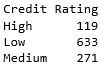 Credit Rating
High 119
Low 633
Medium 271